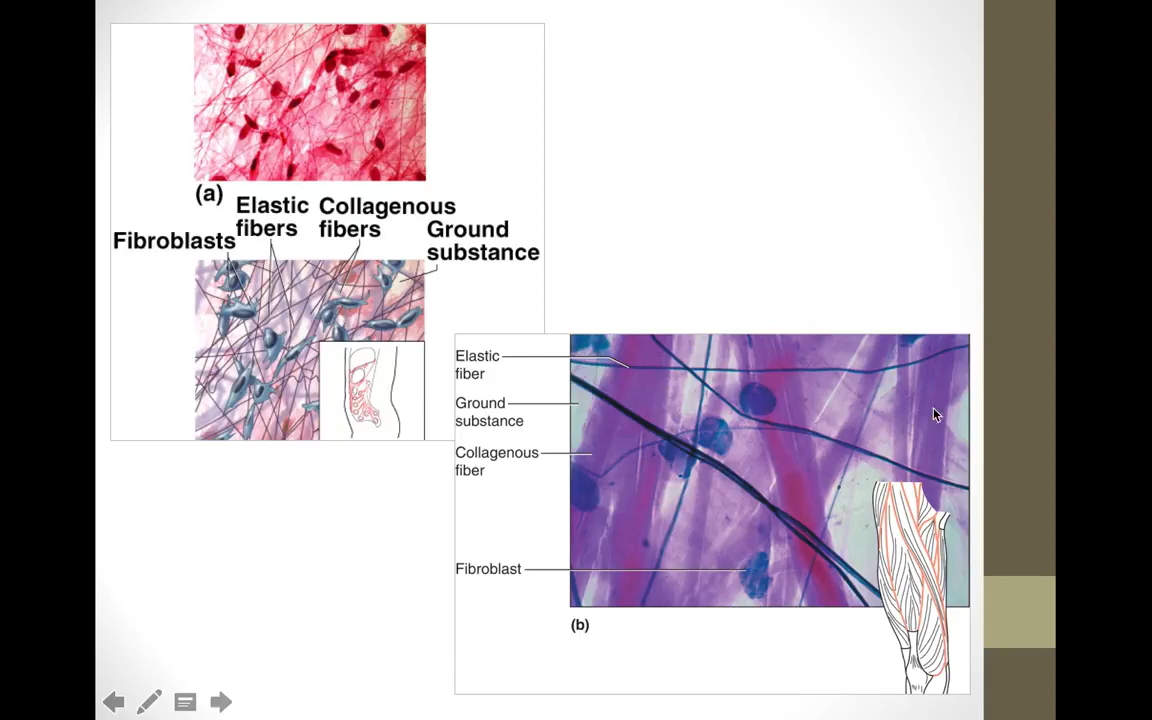 (a)
Elastic
fibers
Collagenous
fibers
Fibroblasts
Ground
substance
Elastic
fiber
Ground
substance
Collagenous
fiber
Fibroblast
(b)